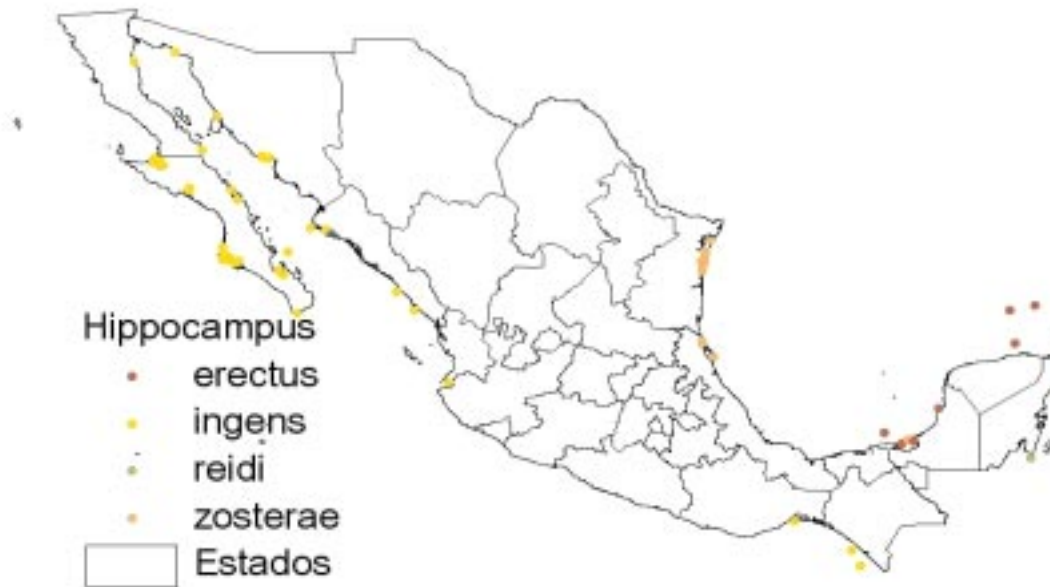 Hippocampus
erectus
ingens
reidi
zosterae
Estados